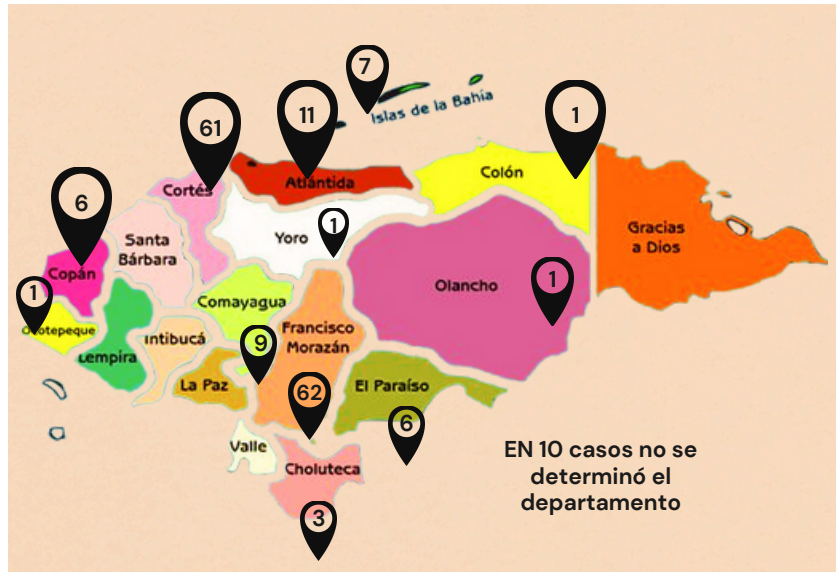 7
Islas de la Bahía
61
11
1
Cortés
Atlántida
Colón
6
Santa
Bárbara
Yoro
1
Gracias
a Dios
Copán
Comayagua
Olancho
1
1
Ocotepeque
Lempira
Intibucá
9
Francisco
Morazán
La Paz
62
El Paraíso
6
Valle
Choluteca
3
EN 10 casos no se
determinó el
departamento